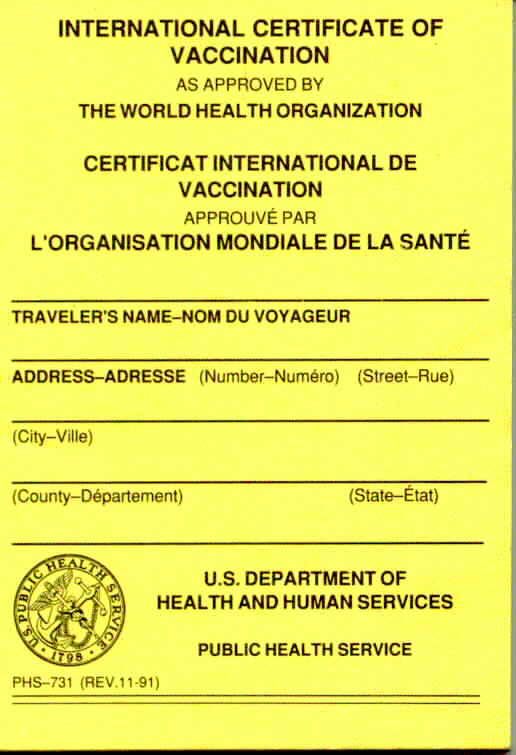 INTERNATIONAL CERTIFICATE OF
VACCINATION
AS APPROVED BY
THE WORLD HEALTH ORGANIZATION
CERTIFICAT INTERNATIONAL DE
VACCINATION
APPROUVÉ PAR
L'ORGANISATION MONDIALE DE LA SANTÉ
TRAVELER'S NAME–NOM DU VOYAGEUR
ADDRESS–ADRESSE (Number–Numéro) (Street–Rue)
(City–Ville)
(County–Département) (State–État)
U.S. PUBLIC HEALTH SERVICE
1798
U.S. DEPARTMENT OF
HEALTH AND HUMAN SERVICES
PUBLIC HEALTH SERVICE
PHS–731 (REV.11-91)